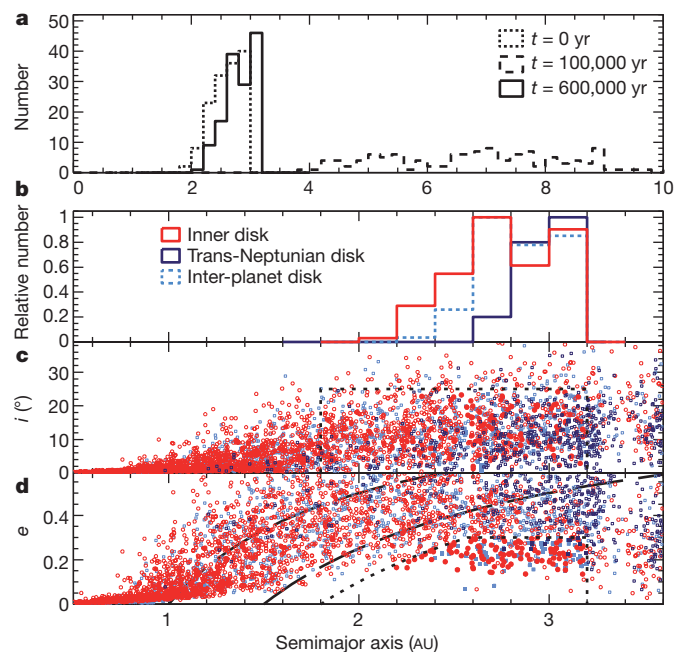 a
50
40
30
20
10
0
Number
t = 0 yr
t = 100,000 yr
t = 600,000 yr
0 2 4 6 8 10
b
1
0.8
0.6
0.4
0.2
0
Relative number
Inner disk
Trans-Neptunian disk
Inter-planet disk
c
30
20
10
0
i (°)
d
0.4
0.2
0
e
1 2 3
Semimajor axis (AU)